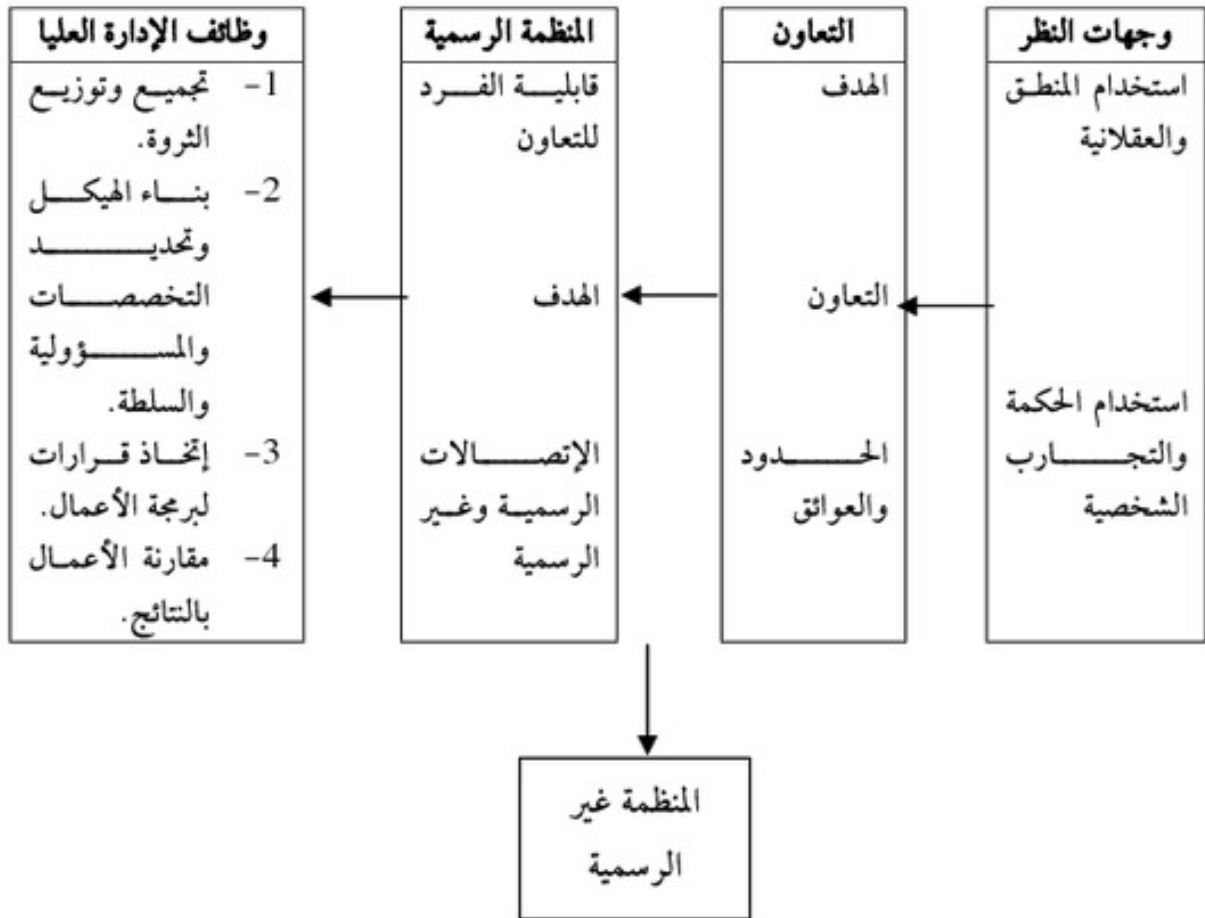 وجهات النظر
استخدام المنطق
والعقلانية
استخدام الحكمة
والتجارب
الشخصية
التعاون
الهدف
التعاون
الحدود
والعوائق
المنظمة الرسمية
قابلية الفرد
للتعاون
الهدف
الإتصالات
الرسمية وغير
الرسمية
وظائف الإدارة العليا
1- تجميع وتوزيع
الثروة.
2- بناء الهيكل
وتحديد
التخصصات
والمسؤولية
والسلطة.
3- إتخاذ قرارات
لبرمجة الأعمال.
4- مقارنة الأعمال
بالنتائج.
المنظمة غير
الرسمية